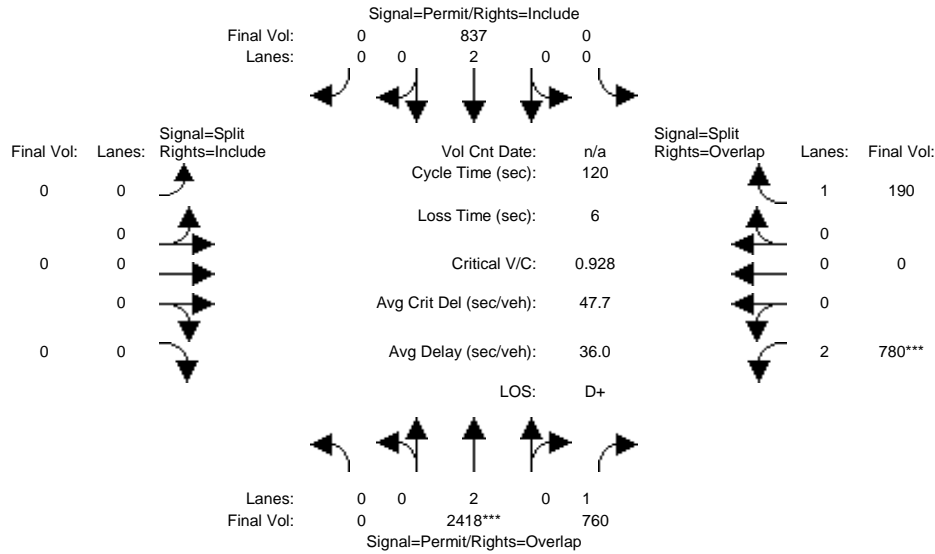 Signal=Permit/Rights=Include
Final Vol: 0 837 0
Lanes: 0 0 2 0 0
Signal=Split
Final Vol: Lanes: Rights=Include
Vol Cnt Date: n/a
Signal=Split
Rights=Overlap Lanes: Final Vol:
Cycle Time (sec): 120
0 0
1 190
Loss Time (sec): 6
0
0
0 0
Critical V/C: 0.928
0 0
0
Avg Crit Del (sec/veh): 47.7
0
0 0
Avg Delay (sec/veh): 36.0
2 780***
LOS: D+
Lanes: 0 0 2 0 1
Final Vol: 0 2418*** 760
Signal=Permit/Rights=Overlap